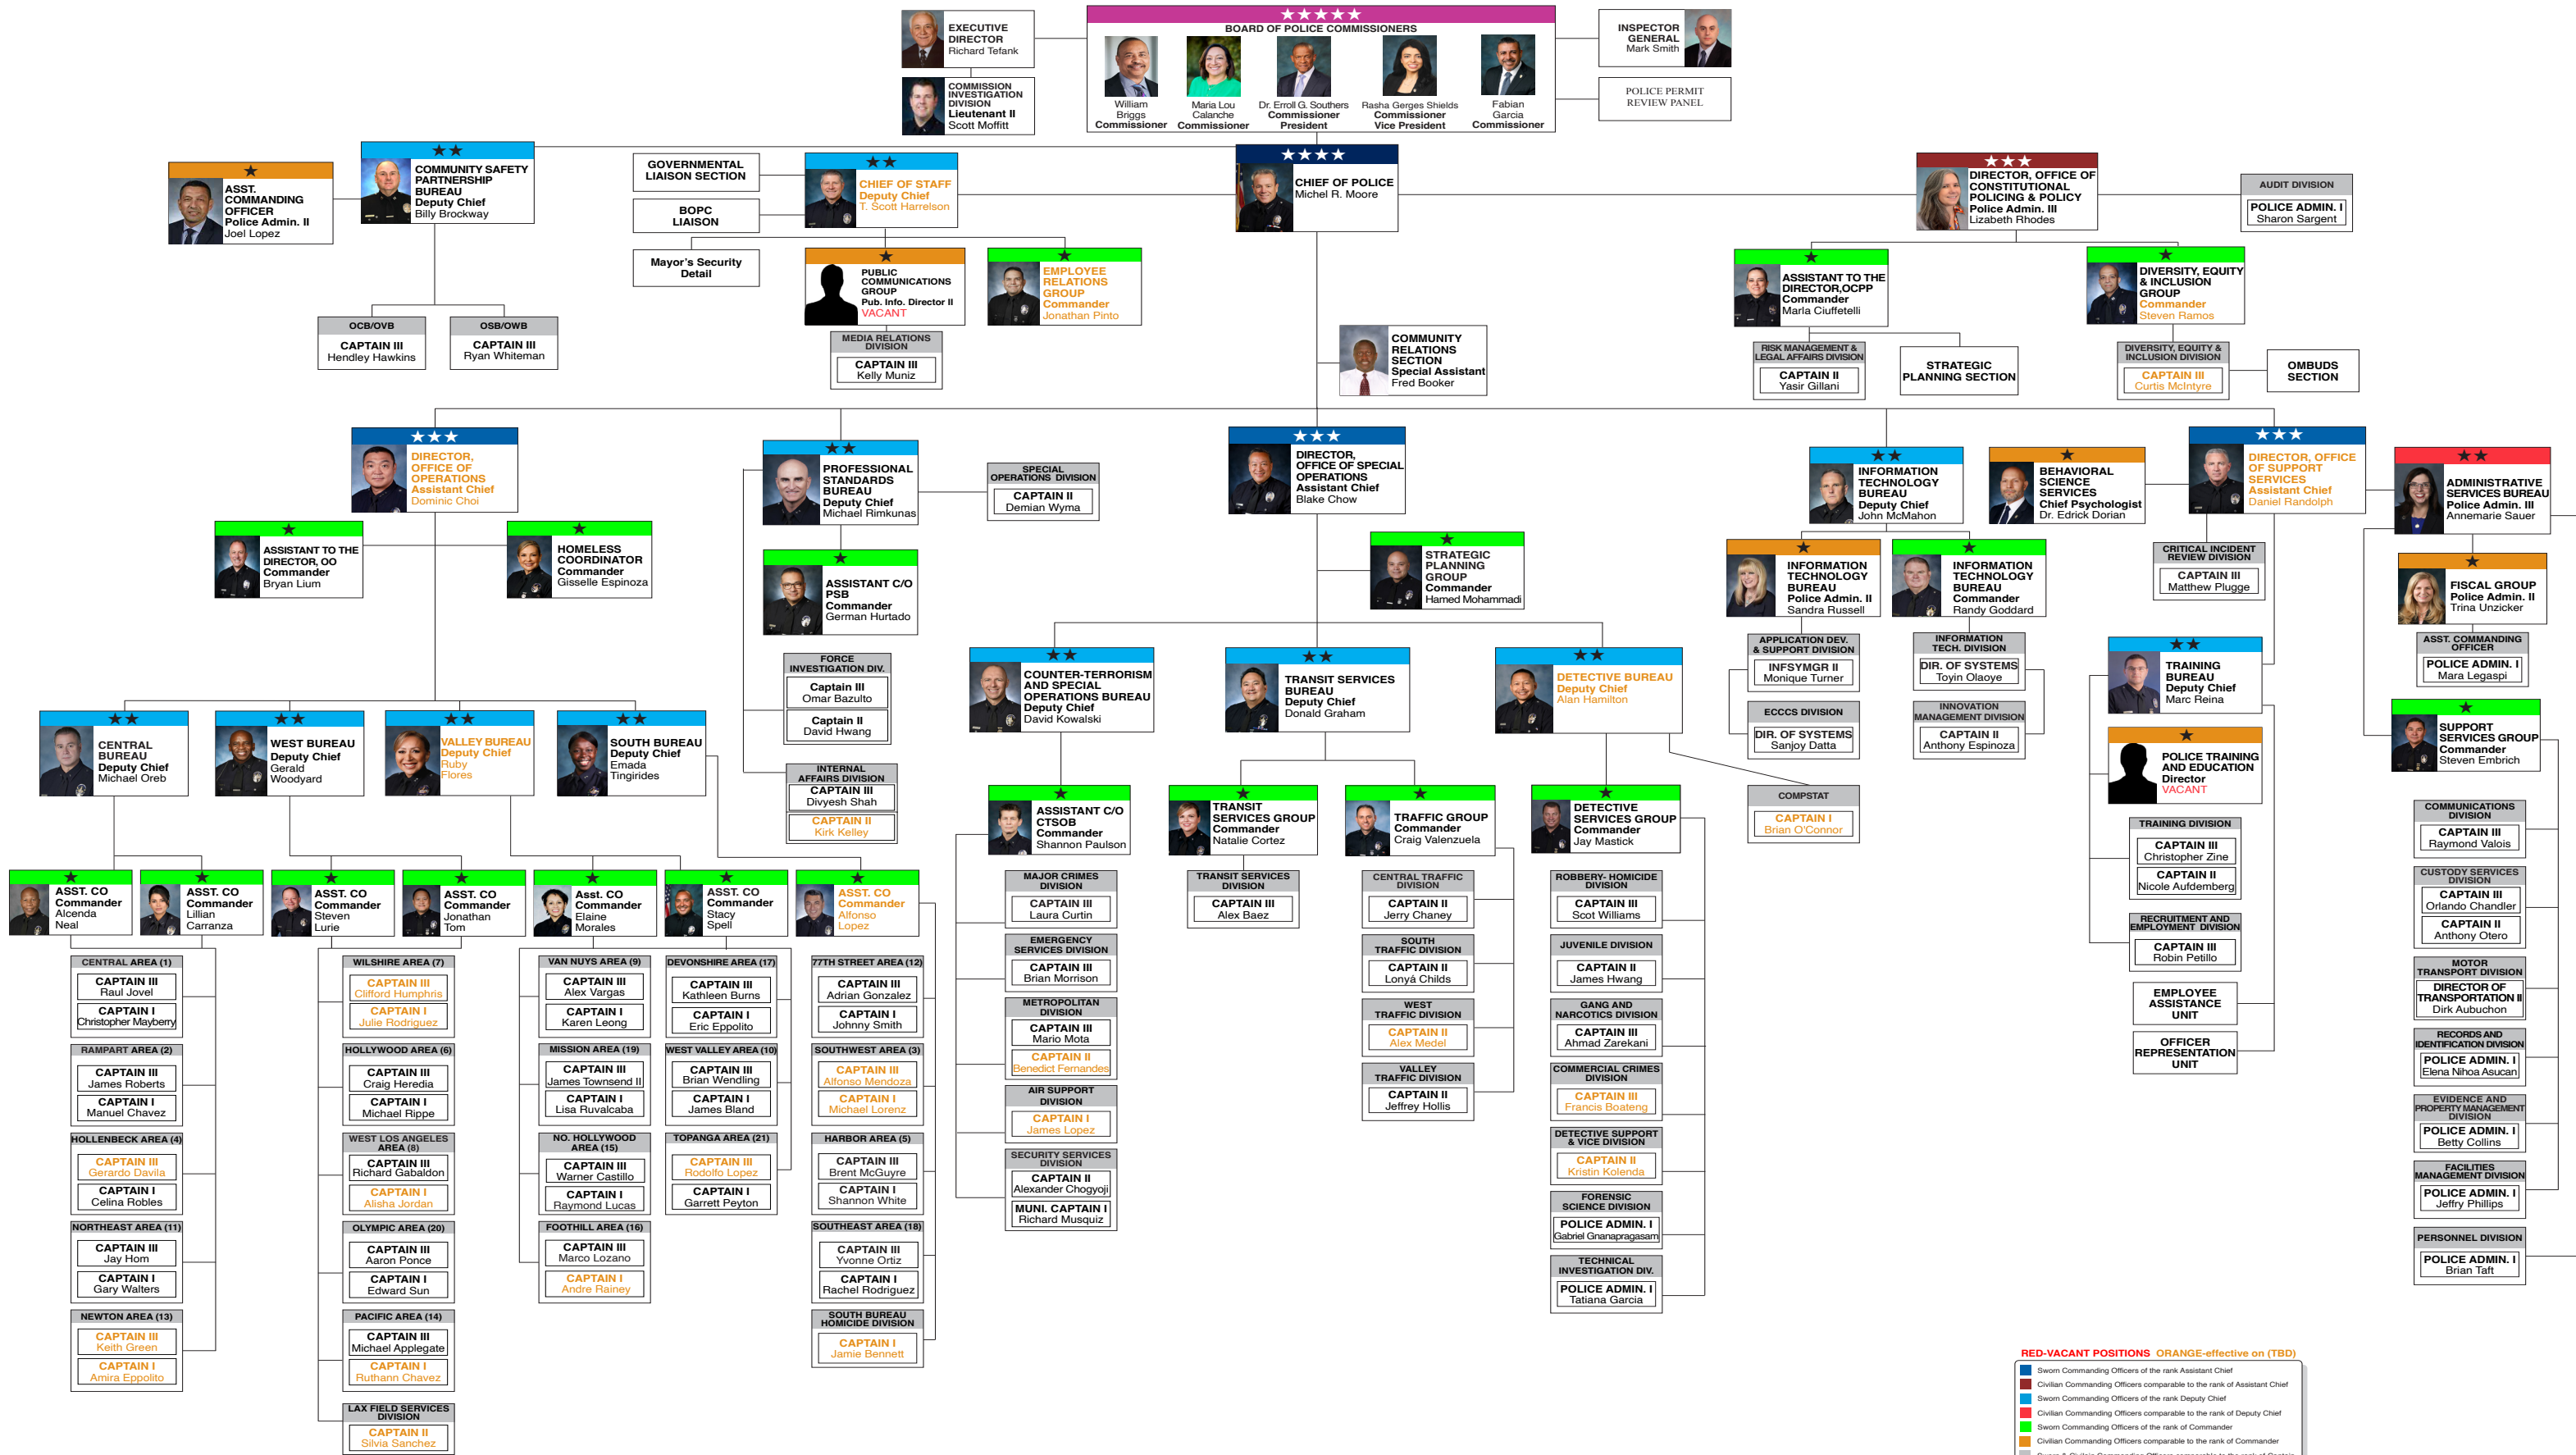 EXECUTIVE
DIRECTOR
Richard Tefank
COMMISSION
INVESTIGATION
DIVISION
Lieutenant II
Scott Moffitt
BOARD OF POLICE COMMISSIONERS
William
Briggs
Commissioner
Maria Lou
Calanche
Commissioner
Dr. Erroll G. Southers
Commissioner
President
Rasha Gerges Shields
Commissioner
Vice President
Fabian
Garcia
Commissioner
INSPECTOR
GENERAL
Mark Smith
POLICE PERMIT
REVIEW PANEL
ASST.
COMMANDING
OFFICER
Police Admin. II
Joel Lopez
COMMUNITY SAFETY
PARTNERSHIP
BUREAU
Deputy Chief
Billy Brockway
OCB/OVB
CAPTAIN III
Hendley Hawkins
OSB/OWB
CAPTAIN III
Ryan Whiteman
GOVERNMENTAL
LIAISON SECTION
BOPC
LIAISON
Mayor's Security
Detail
CHIEF OF STAFF
Deputy Chief
T. Scott Harrelson
PUBLIC
COMMUNICATIONS
GROUP
Pub. Info. Director II
VACANT
MEDIA RELATIONS
DIVISION
CAPTAIN III
Kelly Muniz
EMPLOYEE
RELATIONS
GROUP
Commander
Jonathan Pinto
CHIEF OF POLICE
Michel R. Moore
COMMUNITY
RELATIONS
SECTION
Special Assistant
Fred Booker
DIRECTOR, OFFICE OF
CONSTITUTIONAL
POLICING & POLICY
Police Admin. III
Lizabeth Rhodes
AUDIT DIVISION
POLICE ADMIN. I
Sharon Sargent
ASSISTANT TO THE
DIRECTOR,OCPP
Commander
Marla Ciuffetelli
RISK MANAGEMENT &
LEGAL AFFAIRS DIVISION
CAPTAIN II
Yasir Gillani
STRATEGIC
PLANNING SECTION
DIVERSITY, EQUITY
& INCLUSION
GROUP
Commander
Steven Ramos
DIVERSITY, EQUITY &
INCLUSION DIVISION
CAPTAIN III
Curtis McIntyre
OMBUDS
SECTION
DIRECTOR,
OFFICE OF
OPERATIONS
Assistant Chief
Dominic Choi
ASSISTANT TO THE
DIRECTOR, OO
Commander
Bryan Lium
HOMELESS
COORDINATOR
Commander
Gisselle Espinoza
PROFESSIONAL
STANDARDS
BUREAU
Deputy Chief
Michael Rimkunas
SPECIAL
OPERATIONS DIVISION
CAPTAIN II
Demian Wyma
ASSISTANT C/O
PSB
Commander
German Hurtado
FORCE
INVESTIGATION DIV.
Captain III
Omar Bazulto
Captain II
David Hwang
INTERNAL
AFFAIRS DIVISION
CAPTAIN III
Divyesh Shah
CAPTAIN II
Kirk Kelley
DIRECTOR,
OFFICE OF SPECIAL
OPERATIONS
Assistant Chief
Blake Chow
STRATEGIC
PLANNING
GROUP
Commander
Hamed Mohammadi
INFORMATION
TECHNOLOGY
BUREAU
Deputy Chief
John McMahon
INFORMATION
TECHNOLOGY
BUREAU
Police Admin. II
Sandra Russell
INFORMATION
TECHNOLOGY
BUREAU
Commander
Randy Goddard
APPLICATION DEV.
& SUPPORT DIVISION
INFSYMGR II
Monique Turner
ECCCS DIVISION
DIR. OF SYSTEMS
Sanjoy Datta
INFORMATION
TECH. DIVISION
DIR. OF SYSTEMS
Toyin Olaoye
INNOVATION
MANAGEMENT DIVISION
CAPTAIN II
Anthony Espinoza
BEHAVIORAL
SCIENCE
SERVICES
Chief Psychologist
Dr. Edrick Dorian
DIRECTOR, OFFICE
OF SUPPORT
SERVICES
Assistant Chief
Daniel Randolph
CRITICAL INCIDENT
REVIEW DIVISION
CAPTAIN III
Matthew Plugge
ADMINISTRATIVE
SERVICES BUREAU
Police Admin. III
Annemarie Sauer
FISCAL GROUP
Police Admin. II
Trina Unzicker
ASST. COMMANDING
OFFICER
POLICE ADMIN. I
Mara Legaspi
SUPPORT
SERVICES GROUP
Commander
Steven Embrich
TRAINING
BUREAU
Deputy Chief
Marc Reina
POLICE TRAINING
AND EDUCATION
Director
VACANT
TRAINING DIVISION
CAPTAIN III
Christopher Zine
CAPTAIN II
Nicole Aufdemberg
RECRUITMENT AND
EMPLOYMENT DIVISION
CAPTAIN III
Robin Petillo
EMPLOYEE
ASSISTANCE
UNIT
OFFICER
REPRESENTATION
UNIT
COMMUNICATIONS
DIVISION
CAPTAIN III
Raymond Valois
CUSTODY SERVICES
DIVISION
CAPTAIN III
Orlando Chandler
CAPTAIN II
Anthony Otero
MOTOR
TRANSPORT DIVISION
DIRECTOR OF
TRANSPORTATION II
Dirk Aubuchon
RECORDS AND
IDENTIFICATION DIVISION
POLICE ADMIN. I
Elena Nihoa Asucan
EVIDENCE AND
PROPERTY MANAGEMENT
DIVISION
POLICE ADMIN. I
Betty Collins
FACILITIES
MANAGEMENT DIVISION
POLICE ADMIN. I
Jeffry Phillips
PERSONNEL DIVISION
POLICE ADMIN. I
Brian Taft
CENTRAL
BUREAU
Deputy Chief
Michael Oreb
WEST BUREAU
Deputy Chief
Gerald
Woodyard
VALLEY BUREAU
Deputy Chief
Ruby
Flores
SOUTH BUREAU
Deputy Chief
Emada
Tingirides
COUNTER-TERRORISM
AND SPECIAL
OPERATIONS BUREAU
Deputy Chief
David Kowalski
TRANSIT SERVICES
BUREAU
Deputy Chief
Donald Graham
DETECTIVE BUREAU
Deputy Chief
Alan Hamilton
COMPSTAT
CAPTAIN I
Brian O'Connor
ASSISTANT C/O
CTSOB
Commander
Shannon Paulson
TRANSIT
SERVICES GROUP
Commander
Natalie Cortez
TRAFFIC GROUP
Commander
Craig Valenzuela
DETECTIVE
SERVICES GROUP
Commander
Jay Mastick
ASST. CO
Commander
Alcenda
Neal
ASST. CO
Commander
Lillian
Carranza
ASST. CO
Commander
Steven
Lurie
ASST. CO
Commander
Jonathan
Tom
Asst. CO
Commander
Elaine
Morales
ASST. CO
Commander
Stacy
Spell
ASST. CO
Commander
Alfonso
Lopez
CENTRAL AREA (1)
CAPTAIN III
Raul Jovel
CAPTAIN I
Christopher Mayberry
RAMPART AREA (2)
CAPTAIN III
James Roberts
CAPTAIN I
Manuel Chavez
HOLLENBECK AREA (4)
CAPTAIN III
Gerardo Davila
CAPTAIN I
Celina Robles
NORTHEAST AREA (11)
CAPTAIN III
Jay Hom
CAPTAIN I
Gary Walters
NEWTON AREA (13)
CAPTAIN III
Keith Green
CAPTAIN I
Amira Eppolito
WILSHIRE AREA (7)
CAPTAIN III
Clifford Humphris
CAPTAIN I
Julie Rodriguez
HOLLYWOOD AREA (6)
CAPTAIN III
Craig Heredia
CAPTAIN I
Michael Rippe
WEST LOS ANGELES
AREA (8)
CAPTAIN III
Richard Gabaldon
CAPTAIN I
Alisha Jordan
OLYMPIC AREA (20)
CAPTAIN III
Aaron Ponce
CAPTAIN I
Edward Sun
PACIFIC AREA (14)
CAPTAIN III
Michael Applegate
CAPTAIN I
Ruthann Chavez
LAX FIELD SERVICES
DIVISION
CAPTAIN II
Silvia Sanchez
VAN NUYS AREA (9)
CAPTAIN III
Alex Vargas
CAPTAIN I
Karen Leong
MISSION AREA (19)
CAPTAIN III
James Townsend II
CAPTAIN I
Lisa Ruvalcaba
NO. HOLLYWOOD
AREA (15)
CAPTAIN III
Warner Castillo
CAPTAIN I
Raymond Lucas
FOOTHILL AREA (16)
CAPTAIN III
Marco Lozano
CAPTAIN I
Andre Rainey
DEVONSHIRE AREA (17)
CAPTAIN III
Kathleen Burns
CAPTAIN I
Eric Eppolito
WEST VALLEY AREA (10)
CAPTAIN III
Brian Wendling
CAPTAIN I
James Bland
TOPANGA AREA (21)
CAPTAIN III
Rodolfo Lopez
CAPTAIN I
Garrett Peyton
77TH STREET AREA (12)
CAPTAIN III
Adrian Gonzalez
CAPTAIN I
Johnny Smith
SOUTHWEST AREA (3)
CAPTAIN III
Alfonso Mendoza
CAPTAIN I
Michael Lorenz
HARBOR AREA (5)
CAPTAIN III
Brent McGuyre
CAPTAIN I
Shannon White
SOUTHEAST AREA (18)
CAPTAIN III
Yvonne Ortiz
CAPTAIN I
Rachel Rodriguez
SOUTH BUREAU
HOMICIDE DIVISION
CAPTAIN I
Jamie Bennett
MAJOR CRIMES
DIVISION
CAPTAIN III
Laura Curtin
EMERGENCY
SERVICES DIVISION
CAPTAIN III
Brian Morrison
METROPOLITAN
DIVISION
CAPTAIN III
Mario Mota
CAPTAIN II
Benedict Fernandes
AIR SUPPORT
DIVISION
CAPTAIN I
James Lopez
SECURITY SERVICES
DIVISION
CAPTAIN II
Alexander Chogyoji
MUNI. CAPTAIN I
Richard Musquiz
TRANSIT SERVICES
DIVISION
CAPTAIN III
Alex Baez
CENTRAL TRAFFIC
DIVISION
CAPTAIN II
Jerry Chaney
SOUTH
TRAFFIC DIVISION
CAPTAIN II
Lonyá Childs
WEST
TRAFFIC DIVISION
CAPTAIN II
Alex Medel
VALLEY
TRAFFIC DIVISION
CAPTAIN II
Jeffrey Hollis
ROBBERY- HOMICIDE
DIVISION
CAPTAIN III
Scot Williams
JUVENILE DIVISION
CAPTAIN II
James Hwang
GANG AND
NARCOTICS DIVISION
CAPTAIN III
Ahmad Zarekani
COMMERCIAL CRIMES
DIVISION
CAPTAIN III
Francis Boateng
DETECTIVE SUPPORT
& VICE DIVISION
CAPTAIN II
Kristin Kolenda
FORENSIC
SCIENCE DIVISION
POLICE ADMIN. I
Gabriel Gnanapragasam
TECHNICAL
INVESTIGATION DIV.
POLICE ADMIN. I
Tatiana Garcia
RED-VACANT POSITIONS ORANGE-effective on (TBD)
Sworn Commanding Officers of the rank Assistant Chief
Civilian Commanding Officers comparable to the rank of Assistant Chief
Sworn Commanding Officers of the rank Deputy Chief
Civilian Commanding Officers comparable to the rank of Deputy Chief
Sworn Commanding Officers of the rank of Commander
Civilian Commanding Officers comparable to the rank of Commander